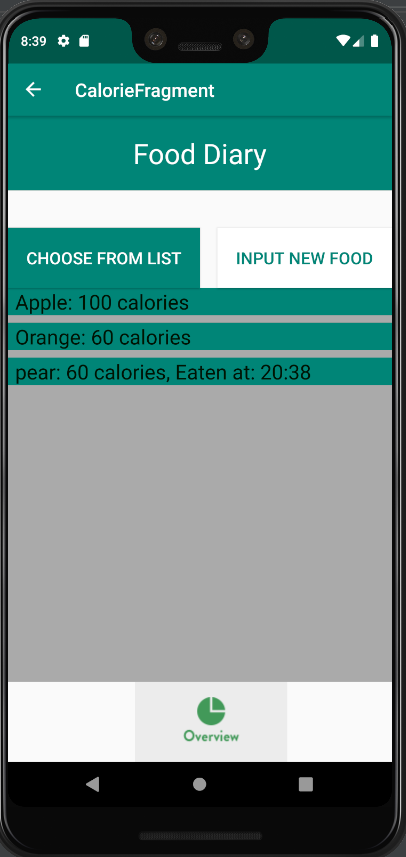 8:39
CalorieFragment
Food Diary
CHOOSE FROM LIST
INPUT NEW FOOD
Apple: 100 calories
Orange: 60 calories
pear: 60 calories, Eaten at: 20:38
Overview